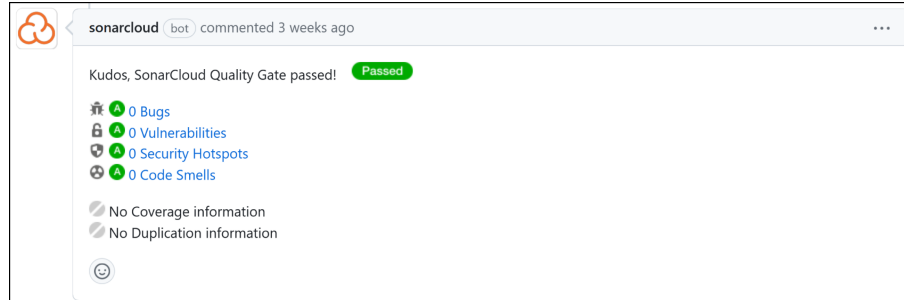 sonarcloud bot commented 3 weeks ago
Kudos, SonarCloud Quality Gate passed! Passed
A 0 Bugs
A 0 Vulnerabilities
A 0 Security Hotspots
A 0 Code Smells
No Coverage information
No Duplication information